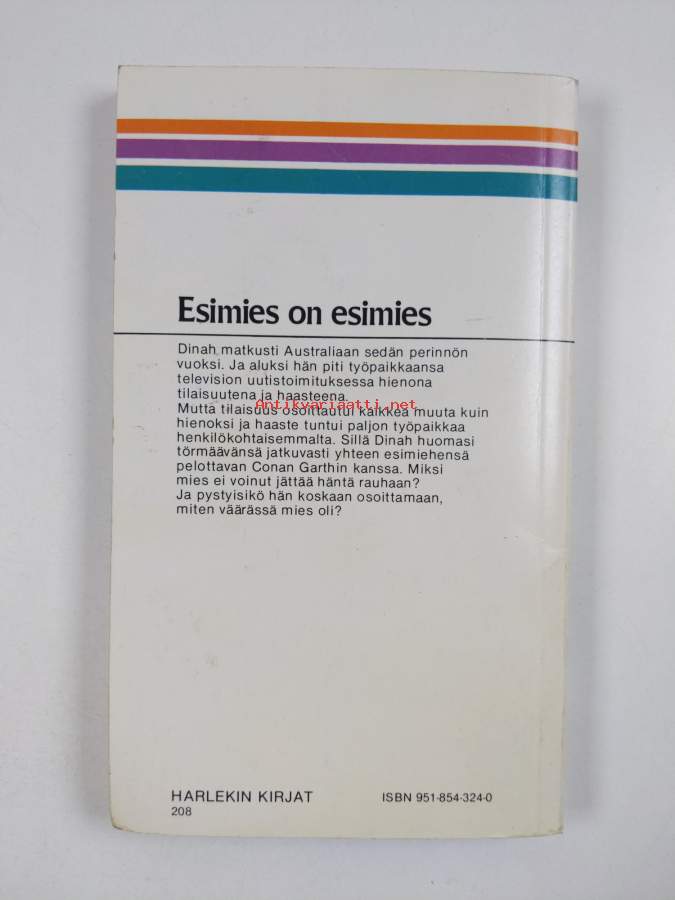 Esimies on esimies
Dinah matkusti Australiaan sedän perinnön
vuoksi. Ja aluksi hän piti työpaikkaansa
television uutistoimituksessa hienona
tilaisuutena ja haasteena.
Antikvariaatti.net
Mutta tilaisuus osoittautui kaikkea muuta kuin
hienoksi ja haaste tuntui paljon työpaikkaa
henkilökohtaisemmalta. Sillä Dinah huomasi
törmäävänsä jatkuvasti yhteen esimiehensä
pelottavan Conan Garthin kanssa. Miksi
mies ei voinut jättää häntä rauhaan?
Ja pystyisikö hän koskaan osoittamaan,
miten väärässä mies oli?
HARLEKIN KIRJAT ISBN 951-854-324-0
208